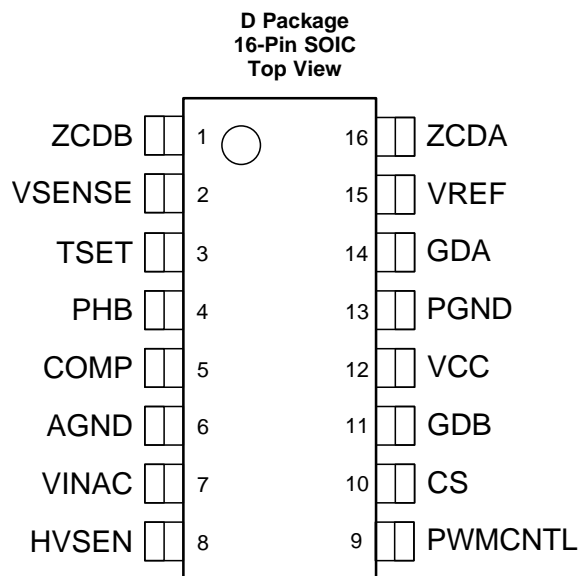 D Package
16-Pin SOIC
Top View
ZCDB 1 16 ZCDA
VSENSE 2 15 VREF
TSET 3 14 GDA
PHB 4 13 PGND
COMP 5 12 VCC
AGND 6 11 GDB
VINAC 7 10 CS
HVSEN 8 9 PWMCNTL